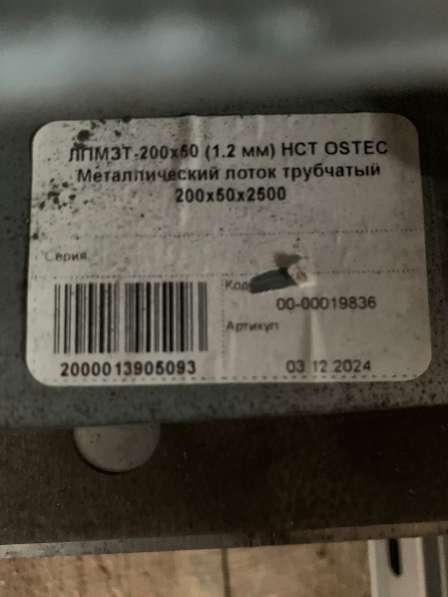 ЛПМЗТ-200х50 (1.2 мм) НСТ OSTEC
Металлический лоток трубчатый
200х50х2500
Серия
Код
00-00019836
Артикул
2000013905093
03.12.2024